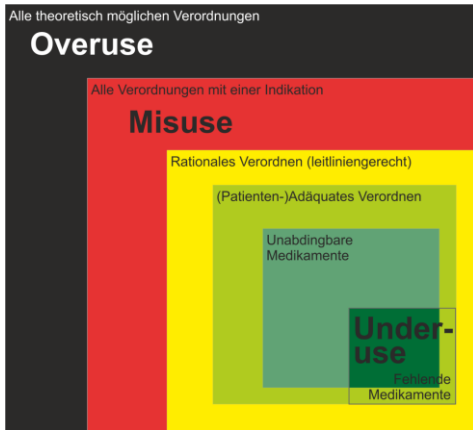 Alle theoretisch möglichen Verordnungen
Overuse
Alle Verordnungen mit einer Indikation
Misuse
Rationales Verordnen (leitliniengerecht)
(Patienten-)Adäquates Verordnen
Unabdingbare
Medikamente
Under-
use
Fehlende
Medikamente